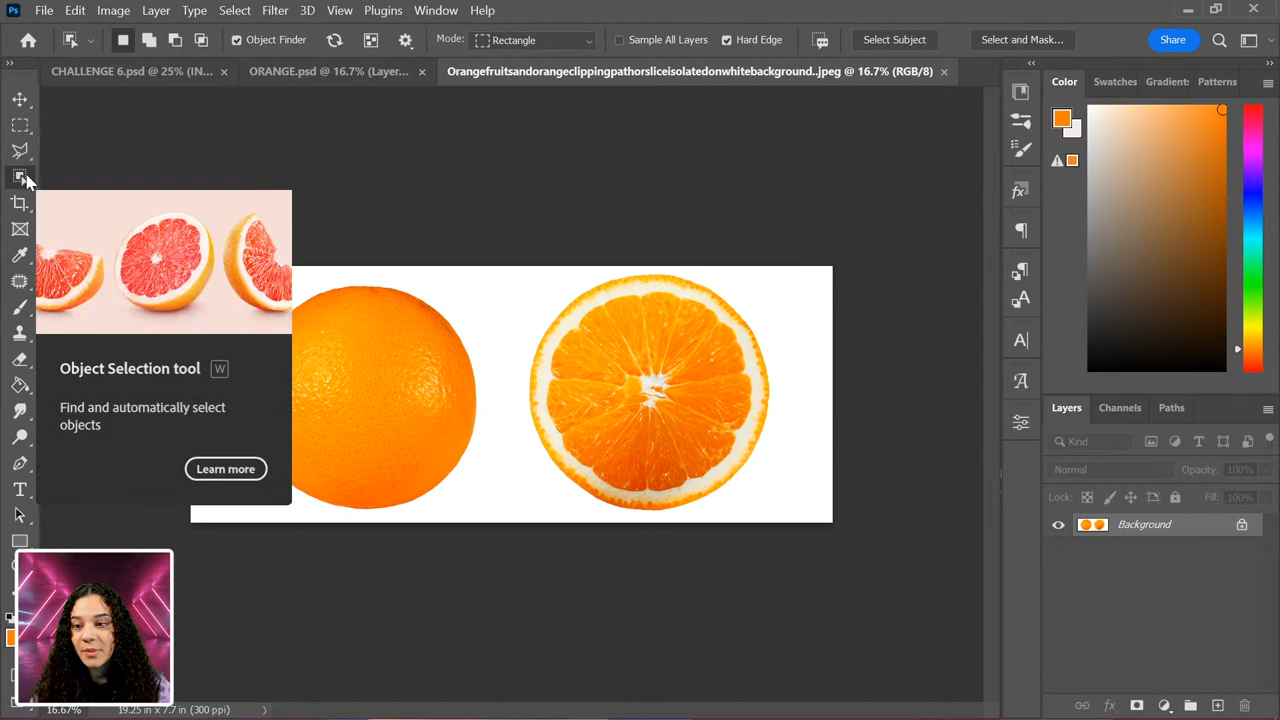 Ps File Edit Image Layer Type Select Filter 3D View Plugins Window Help
Object Finder Mode: Rectangle Sample All Layers Hard Edge Select Subject Select and Mask... Share
CHALLENGE 6.psd @ 25% (IN... × ORANGE.psd @ 16.7% (Layer... × Orangefruitsandorangeclippingpathorsliceisolatedonwhitebackground..jpeg @ 16.7% (RGB/8) ×
Color Swatches Gradient: Patterns
Object Selection tool W
Find and automatically select
objects
Learn more
Layers Channels Paths
Kind
Normal Opacity: 100%
Lock: Fill: 100%
Background
16.67% 19.25 in x 7.7 in (300 ppi)